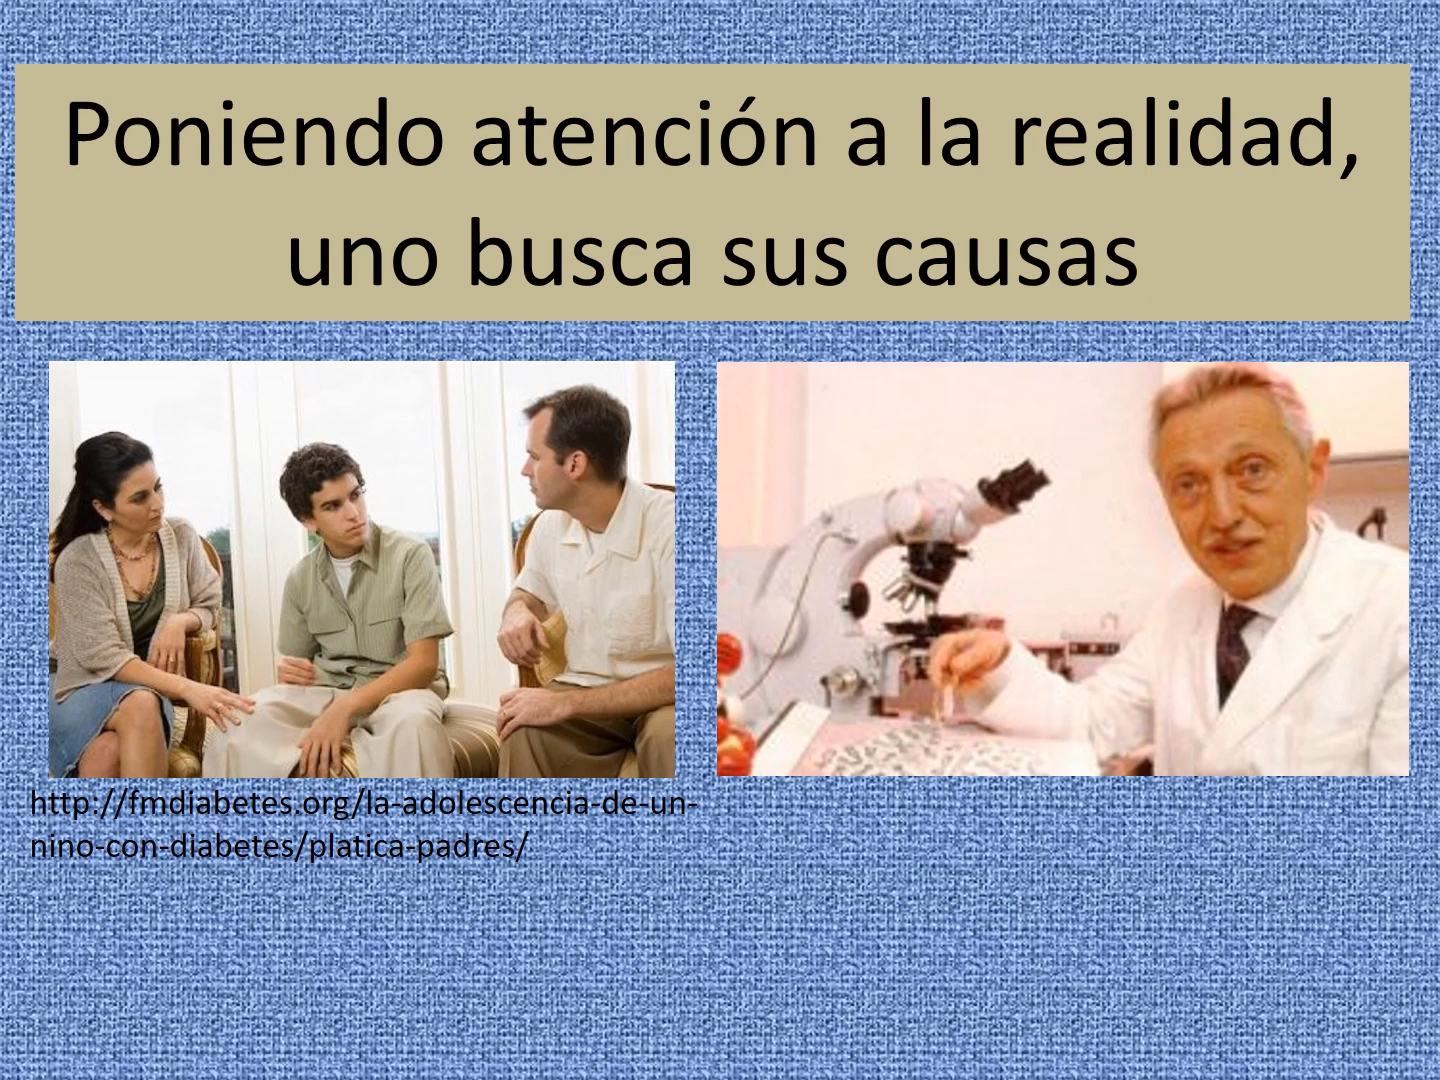 Poniendo atención a la realidad,
uno busca sus causas
http://fmdiabetes.org/la-adolescencia-de-un-
nino-con-diabetes/platica-padres/